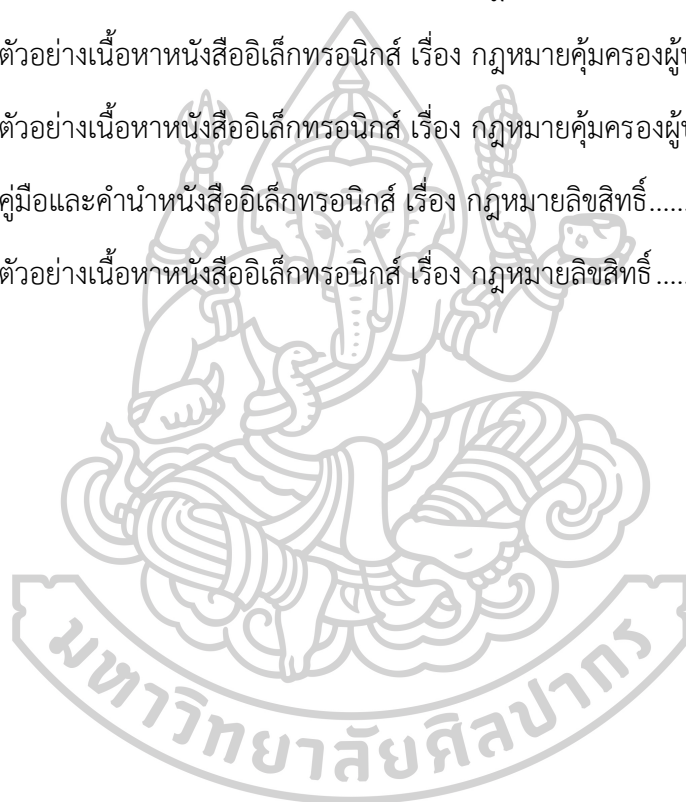 ตัวอย่างเนื้อหาหนังสืออิเล็กทรอนิกส์ เรื่อง กฎหมายคุ้มครองผู้
ตัวอย่างเนื้อหาหนังสืออิเล็กทรอนิกส์ เรื่อง กฎหมายคุ้มครองผู้
คู่มือและคำนำหนังสืออิเล็กทรอนิกส์ เรื่อง กฎหมายลิขสิทธิ์......
ตัวอย่างเนื้อหาหนังสืออิเล็กทรอนิกส์ เรื่อง กฎหมายลิขสิทธิ์ .....
มหาวิทยาลัยศิลปากร